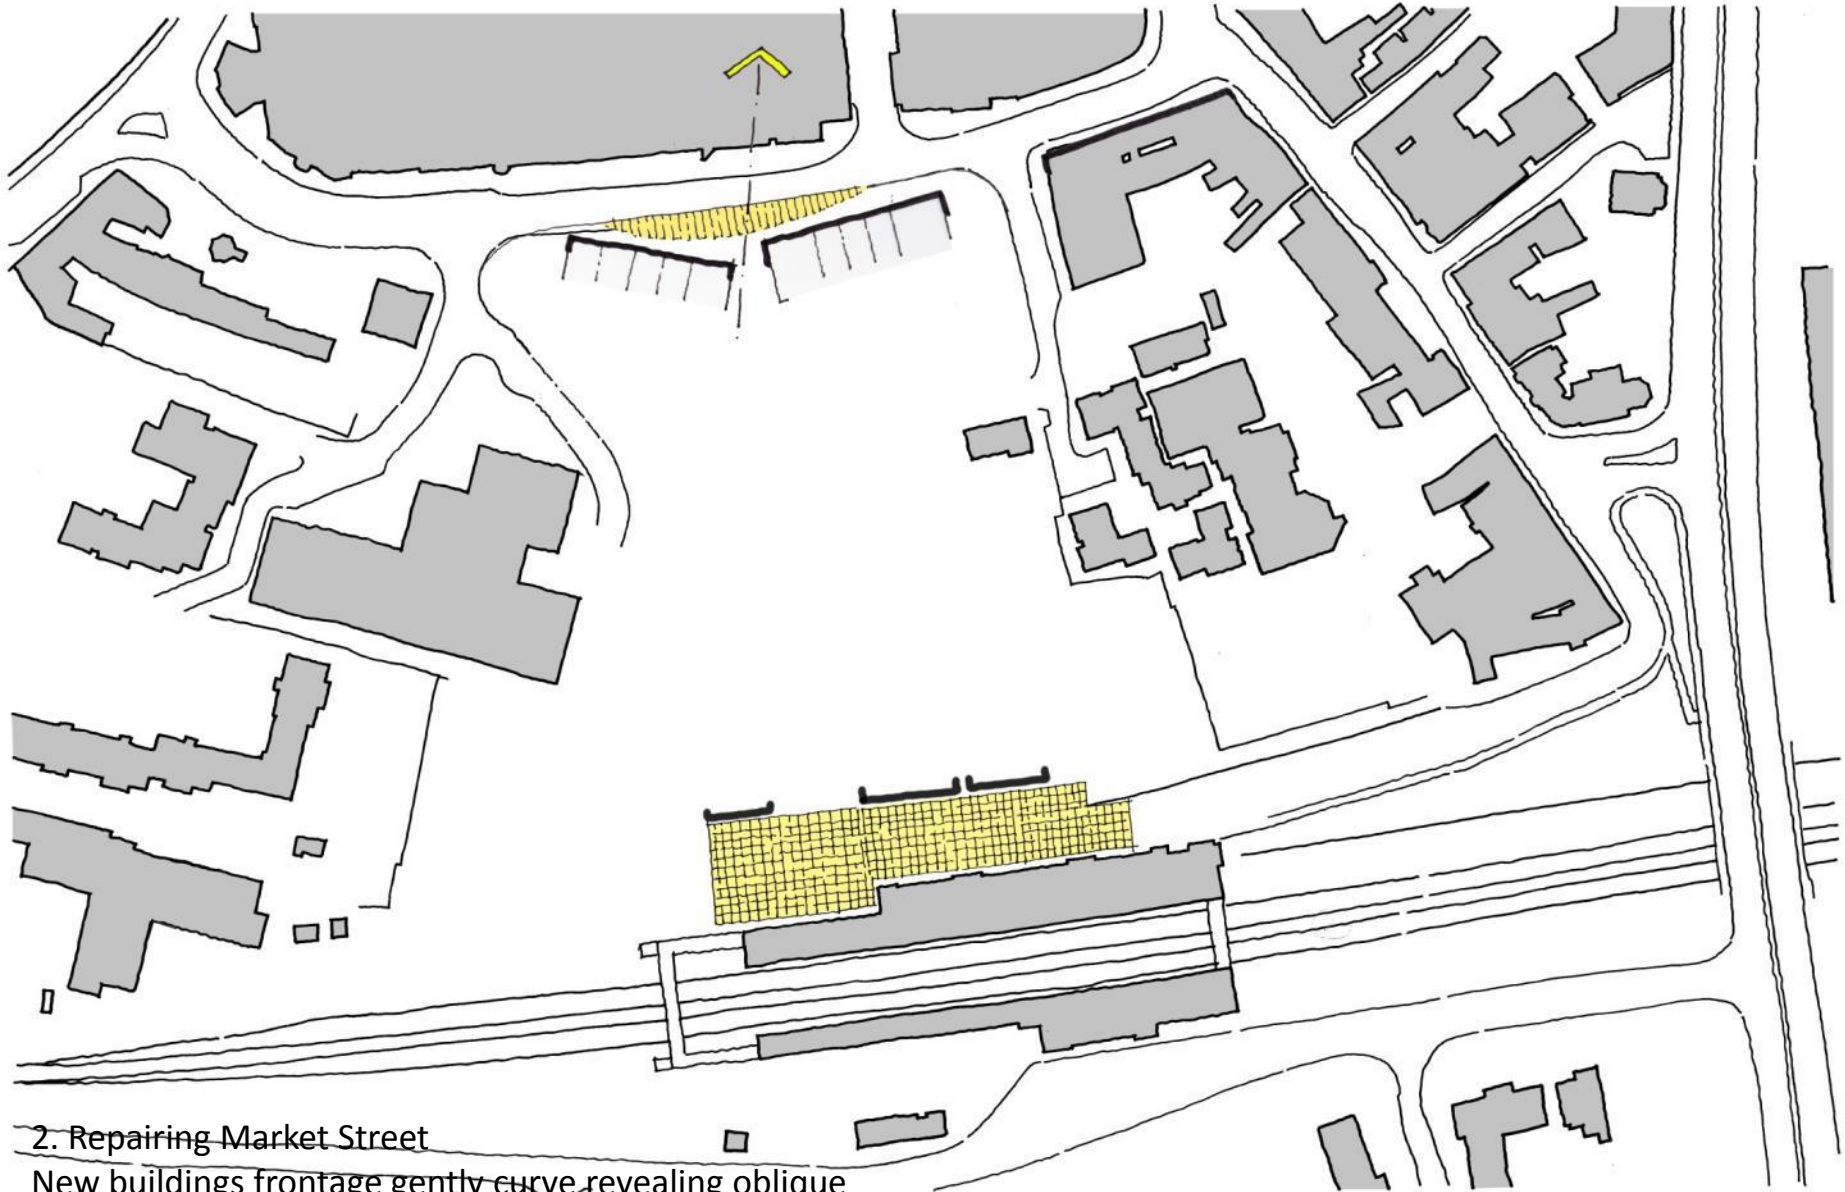 2. Repairing Market Street
New buildings frontage gently curve revealing oblique